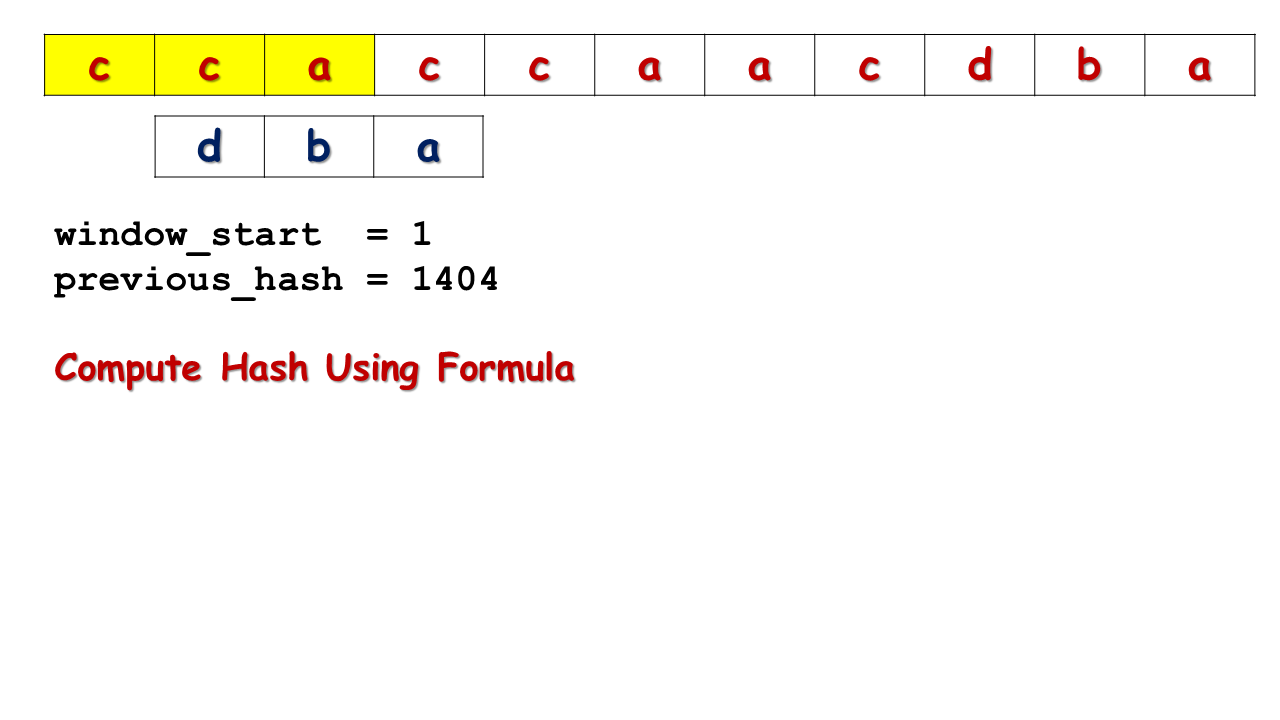 c c a c c a a c d b a
d b a
window_start = 1
previous_hash = 1404
Compute Hash Using Formula